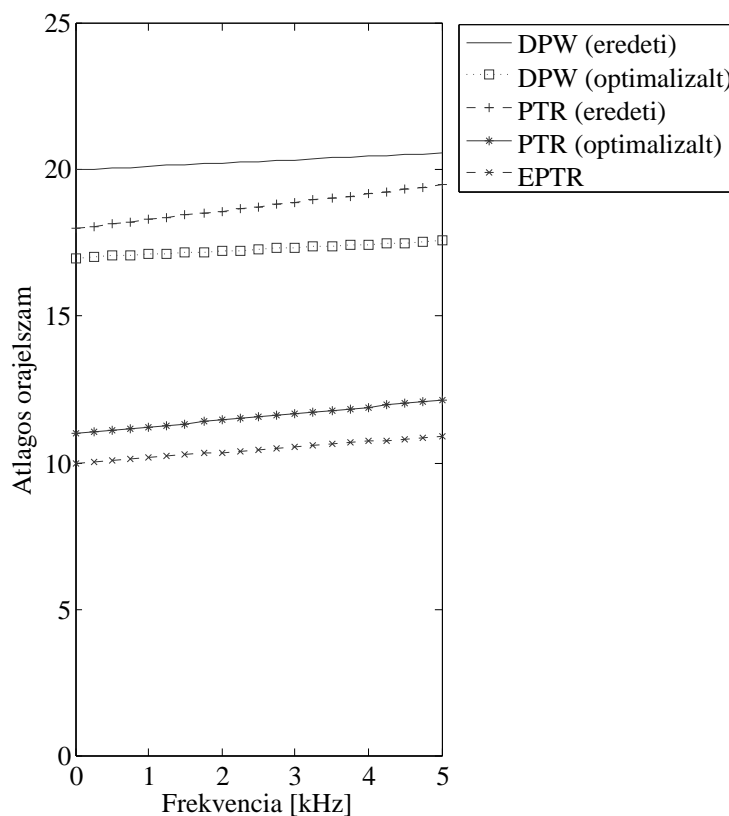 25
20
15
10
5
0
0 1 2 3 4 5
Atlagos orajelszam
Frekvencia [kHz]
DPW (eredeti)
DPW (optimalizalt)
PTR (eredeti)
PTR (optimalizalt)
EPTR